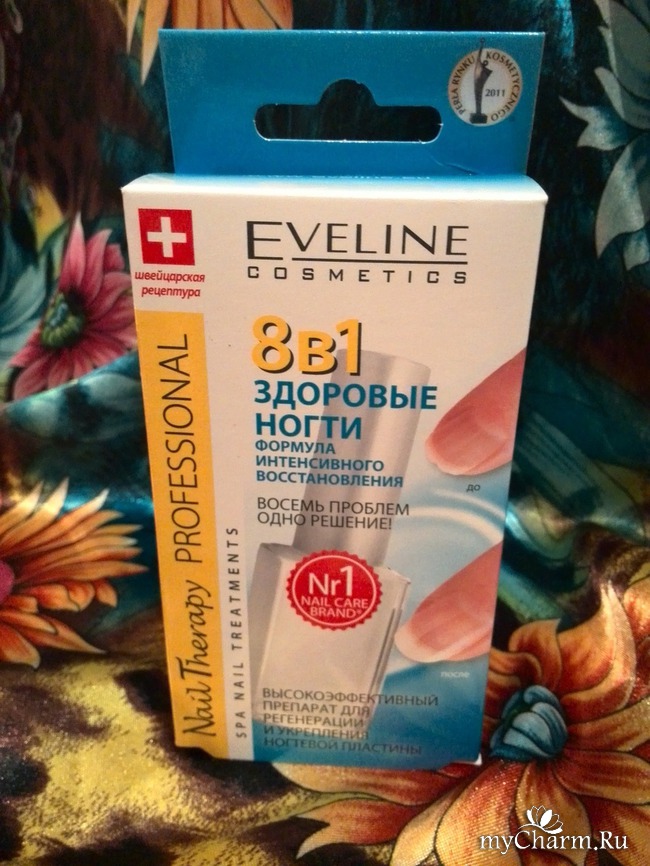 PERŁA RYNKU KOSMETYCZNEGO
2011
EVELINE
COSMETICS
швейцарская
рецептура
8в1
ЗДОРОВЫЕ
НОГТИ
ФОРМУЛА
ИНТЕНСИВНОГО
ВОССТАНОВЛЕНИЯ
ВОСЕМЬ ПРОБЛЕМ
ОДНО РЕШЕНИЕ!
до
Nr1
NAIL CARE
BRAND®
после
ВЫСОКОЭФФЕКТИВНЫЙ
ПРЕПАРАТ ДЛЯ
РЕГЕНЕРАЦИИ
И УКРЕПЛЕНИЯ
НОГТЕВОЙ ПЛАСТИНЫ
Nail Therapy PROFESSIONAL
SPA NAIL TREATMENTS
myCharm.Ru